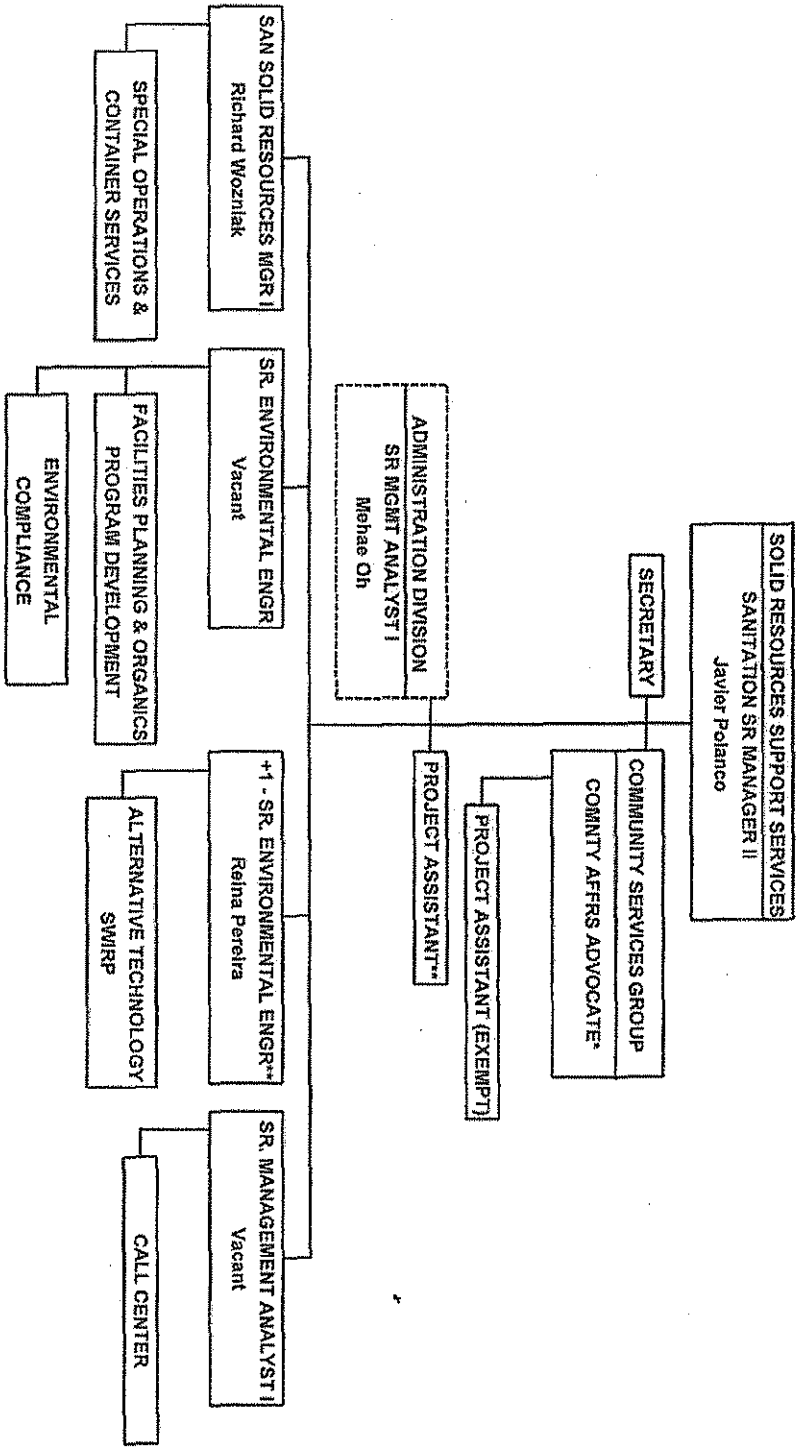 SOLID RESOURCES SUPPORT SERVICES
SANITATION SR MANAGER II
Javier Polanco
SECRETARY
COMMUNITY SERVICES GROUP
COMNTY AFFRS ADVOCATE*
PROJECT ASSISTANT (EXEMPT)
ADMINISTRATION DIVISION
SR MGMT ANALYST I
Mehae Oh
PROJECT ASSISTANT**
SAN SOLID RESOURCES MGR I
Richard Wozniak
SPECIAL OPERATIONS &
CONTAINER SERVICES
SR. ENVIRONMENTAL ENGR
Vacant
FACILITIES PLANNING & ORGANICS
PROGRAM DEVELOPMENT
ENVIRONMENTAL
COMPLIANCE
+1 - SR. ENVIRONMENTAL ENGR**
Reina Pereira
ALTERNATIVE TECHNOLOGY
SWIRP
SR. MANAGEMENT ANALYST I
Vacant
CALL CENTER